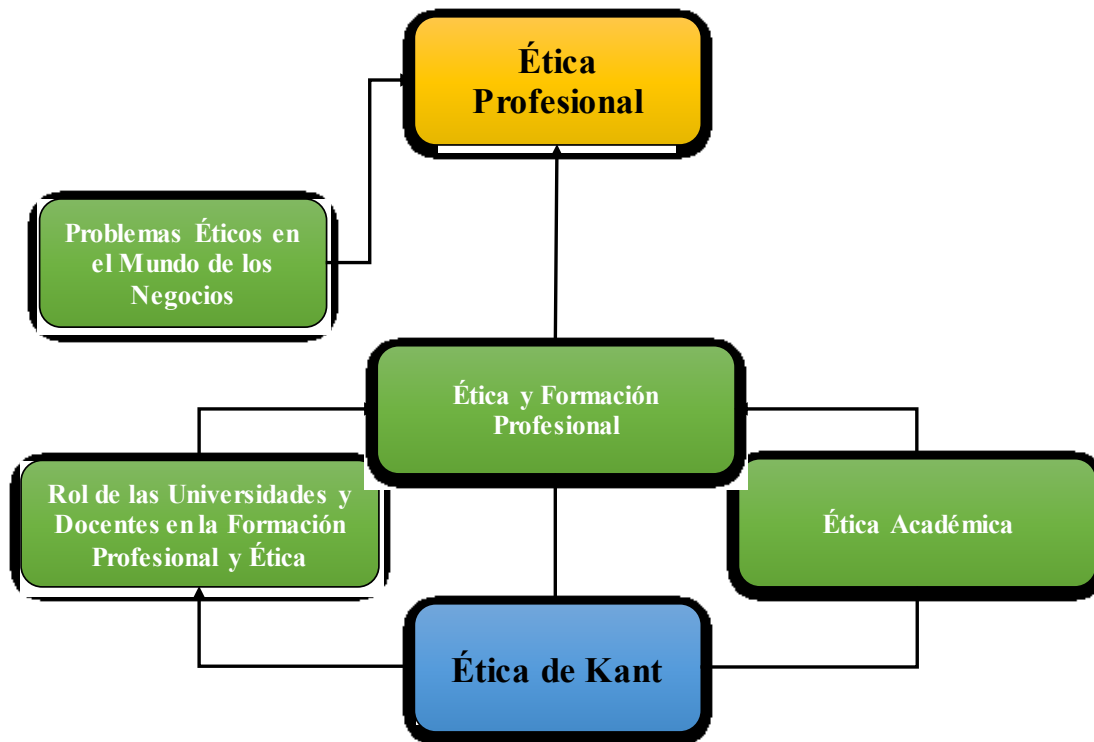 Ética
Profesional
Problemas Éticos en
el Mundo de los
Negocios
Ética y Formación
Profesional
Rol de las Universidades y
Docentes en la Formación
Profesional y Ética
Ética Académica
Ética de Kant